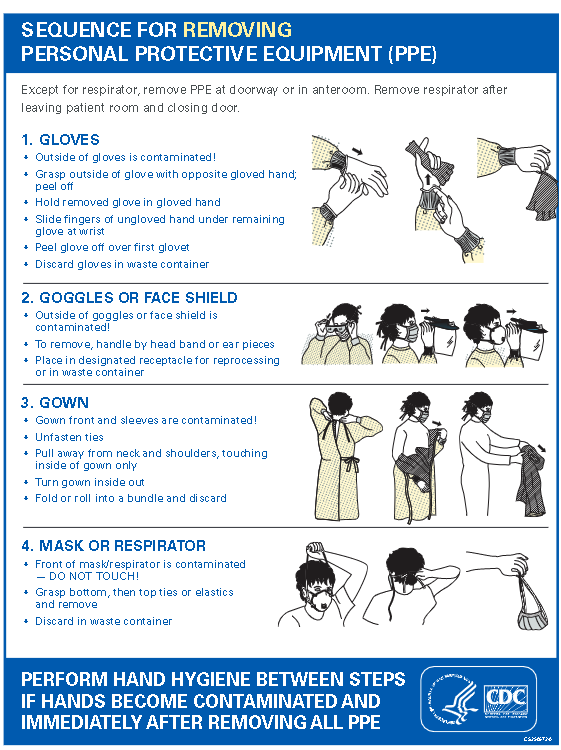 SEQUENCE FOR REMOVING
PERSONAL PROTECTIVE EQUIPMENT (PPE)
Except for respirator, remove PPE at doorway or in anteroom. Remove respirator after
leaving patient room and closing door.
1. GLOVES
• Outside of gloves is contaminated!
• Grasp outside of glove with opposite gloved hand;
peel off
• Hold removed glove in gloved hand
• Slide fingers of ungloved hand under remaining
glove at wrist
• Peel glove off over first glovet
• Discard gloves in waste container
2. GOGGLES OR FACE SHIELD
• Outside of goggles or face shield is
contaminated!
• To remove, handle by head band or ear pieces
• Place in designated receptacle for reprocessing
or in waste container
3. GOWN
• Gown front and sleeves are contaminated!
• Unfasten ties
• Pull away from neck and shoulders, touching
inside of gown only
• Turn gown inside out
• Fold or roll into a bundle and discard
4. MASK OR RESPIRATOR
• Front of mask/respirator is contaminated
— DO NOT TOUCH!
• Grasp bottom, then top ties or elastics
and remove
• Discard in waste container
PERFORM HAND HYGIENE BETWEEN STEPS
IF HANDS BECOME CONTAMINATED AND
IMMEDIATELY AFTER REMOVING ALL PPE
CDC